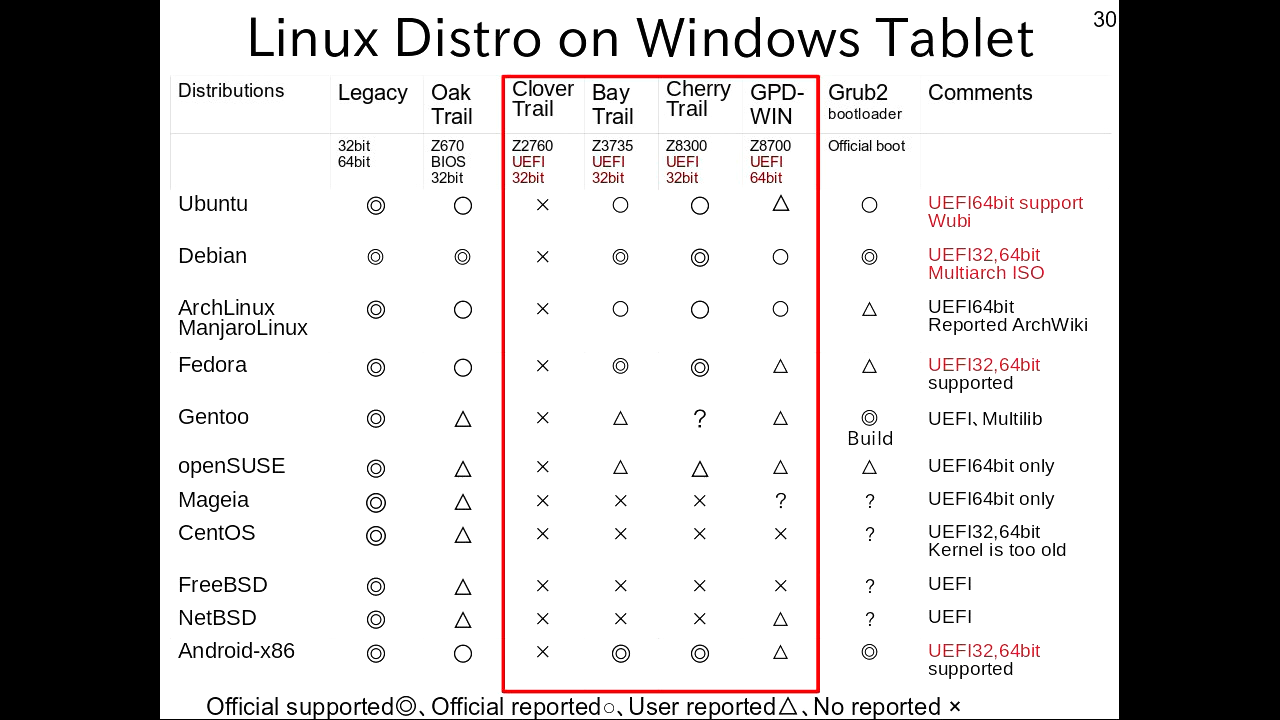 30
Linux Distro on Windows Tablet
Distributions Legacy Oak Trail Clover Trail Bay Trail Cherry Trail GPD-WIN Grub2 bootloader Comments
32bit 64bit Z670 BIOS 32bit Z2760 UEFI 32bit Z3735 UEFI 32bit Z8300 UEFI 32bit Z8700 UEFI 64bit Official boot
Ubuntu ◎ ○ × ○ ○ △ ○ UEFI64bit support Wubi
Debian ◎ ◎ × ◎ ◎ ○ ◎ UEFI32,64bit Multiarch ISO
ArchLinux ManjaroLinux ◎ ○ × ○ ○ ○ △ UEFI64bit Reported ArchWiki
Fedora ◎ ○ × ◎ ◎ △ △ UEFI32,64bit supported
Gentoo ◎ △ × △ ? △ ◎ Build UEFI、Multilib
openSUSE ◎ △ × △ △ △ △ UEFI64bit only
Mageia ◎ △ × × × ? ? UEFI64bit only
CentOS ◎ △ × × × × ? UEFI32,64bit Kernel is too old
FreeBSD ◎ △ × × × × ? UEFI
NetBSD ◎ △ × × × △ ? UEFI
Android-x86 ◎ ○ × ◎ ◎ △ ◎ UEFI32,64bit supported
Official supported◎、Official reported○、User reported△、No reported ×